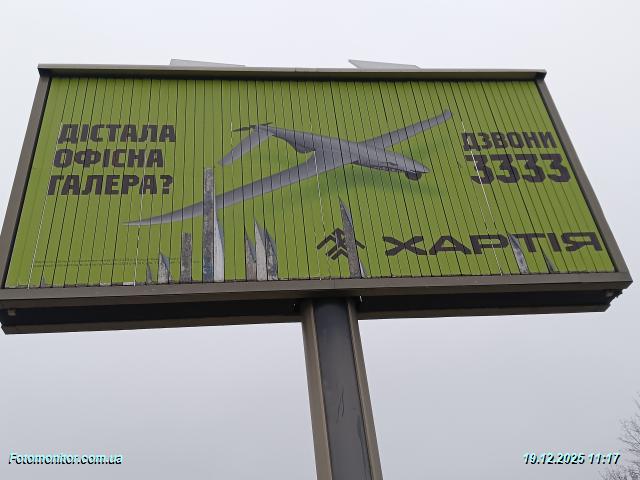 ДІСТАЛА
ОФІСНА
ГАЛЕРА?
ДЗВОНИ
3333
ХАРТІЯ
Fotomonitor.com.ua
19.12.2025 11:17